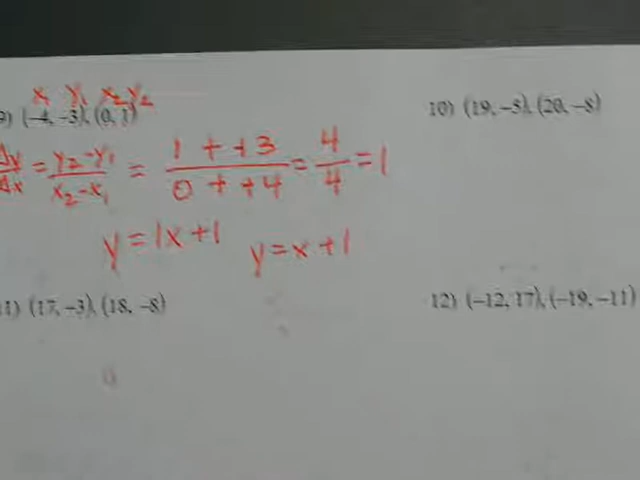 x₁ y₁ x₂ y₂
9) (-4, -3), (0, 1)
10) (19, -5), (20, -8)
Δy/Δx = y₂-y₁/x₂-x₁ = 1 + +3/0 + +4 = 4/4 = 1
y = 1x + 1 y = x + 1
11) (17, -3), (18, -8)
12) (-12, 17), (-19, -11)